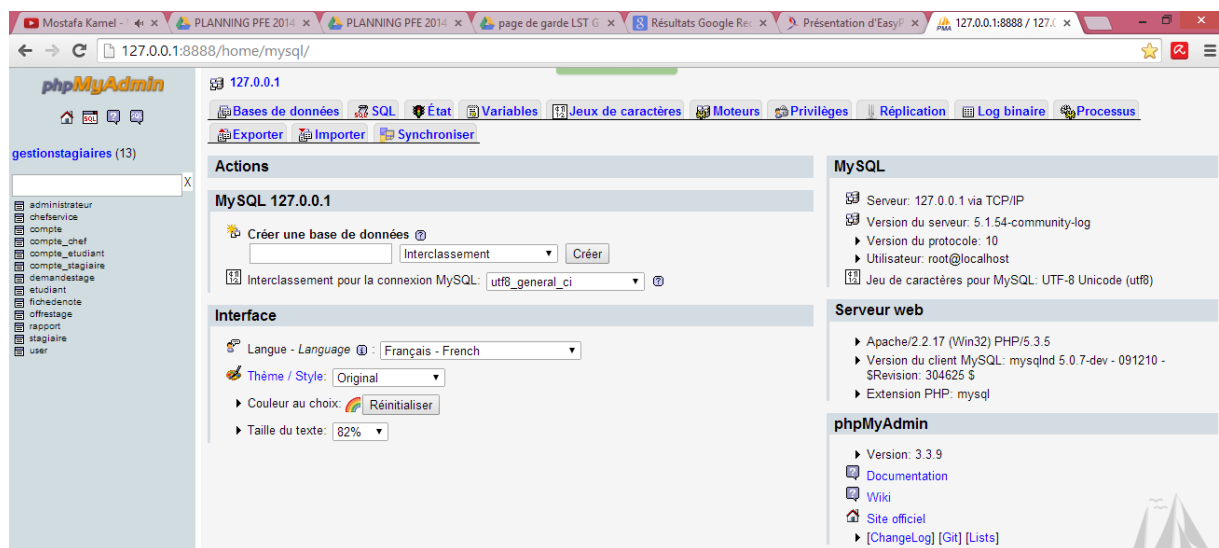 Mostafa Kamel -
PLANNING PFE 2014
PLANNING PFE 2014
page de garde LST G
Résultats Google Rec
Présentation d'EasyP
127.0.0.1:8888 / 127.0
127.0.0.1:8888/home/mysql/
phpMyAdmin
SQL
gestionstagiaires (13)
X
administrateur
chefservice
compte
compte_chef
compte_etudiant
compte_stagiaire
demandestage
etudiant
fichedenote
offrestage
rapport
stagiaire
user
127.0.0.1
Bases de données SQL État Variables Jeux de caractères Moteurs Privilèges Réplication Log binaire Processus
Exporter Importer Synchroniser
Actions
MySQL 127.0.0.1
Créer une base de données
Interclassement Créer
Interclassement pour la connexion MySQL: utf8_general_ci
Interface
Langue - Language : Français - French
Thème / Style: Original
Couleur au choix: Réinitialiser
Taille du texte: 82%
MySQL
Serveur: 127.0.0.1 via TCP/IP
Version du serveur: 5.1.54-community-log
Version du protocole: 10
Utilisateur: root@localhost
Jeu de caractères pour MySQL: UTF-8 Unicode (utf8)
Serveur web
Apache/2.2.17 (Win32) PHP/5.3.5
Version du client MySQL: mysqlnd 5.0.7-dev - 091210 -
$Revision: 304625 $
Extension PHP: mysql
phpMyAdmin
Version: 3.3.9
Documentation
Wiki
Site officiel
[ChangeLog] [Git] [Lists]